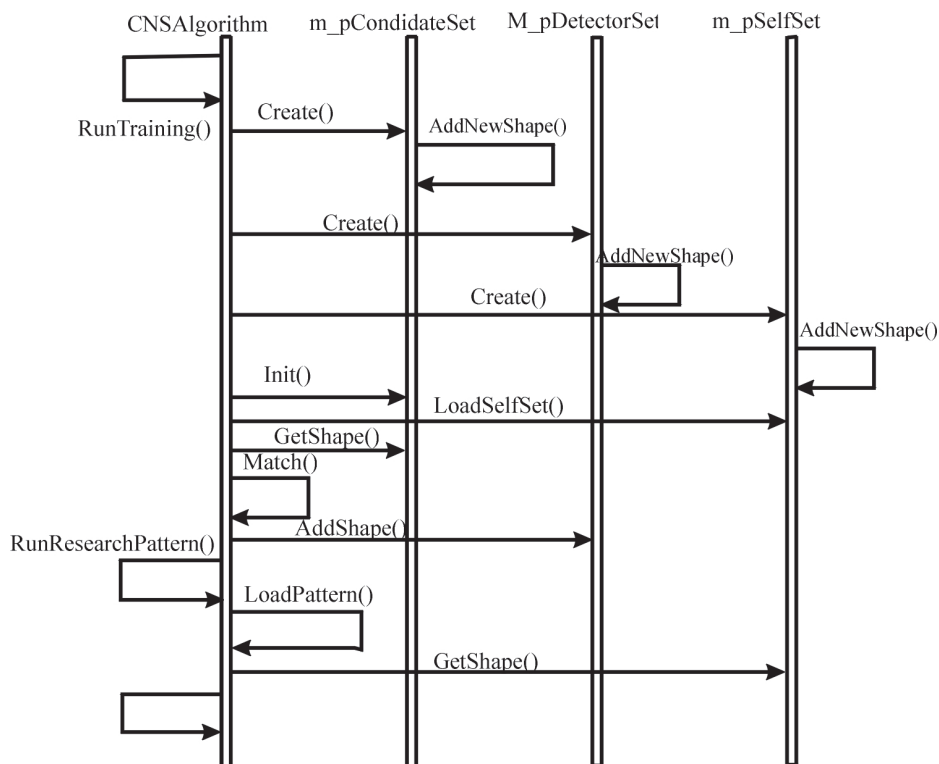 CNSAlgorithm
m_pCondidateSet
M_pDetectorSet
m_pSelfSet
RunTraining()
Create()
AddNewShape()
Create()
AddNewShape()
Create()
AddNewShape()
Init()
LoadSelfSet()
GetShape()
Match()
AddShape()
RunResearchPattern()
LoadPattern()
GetShape()